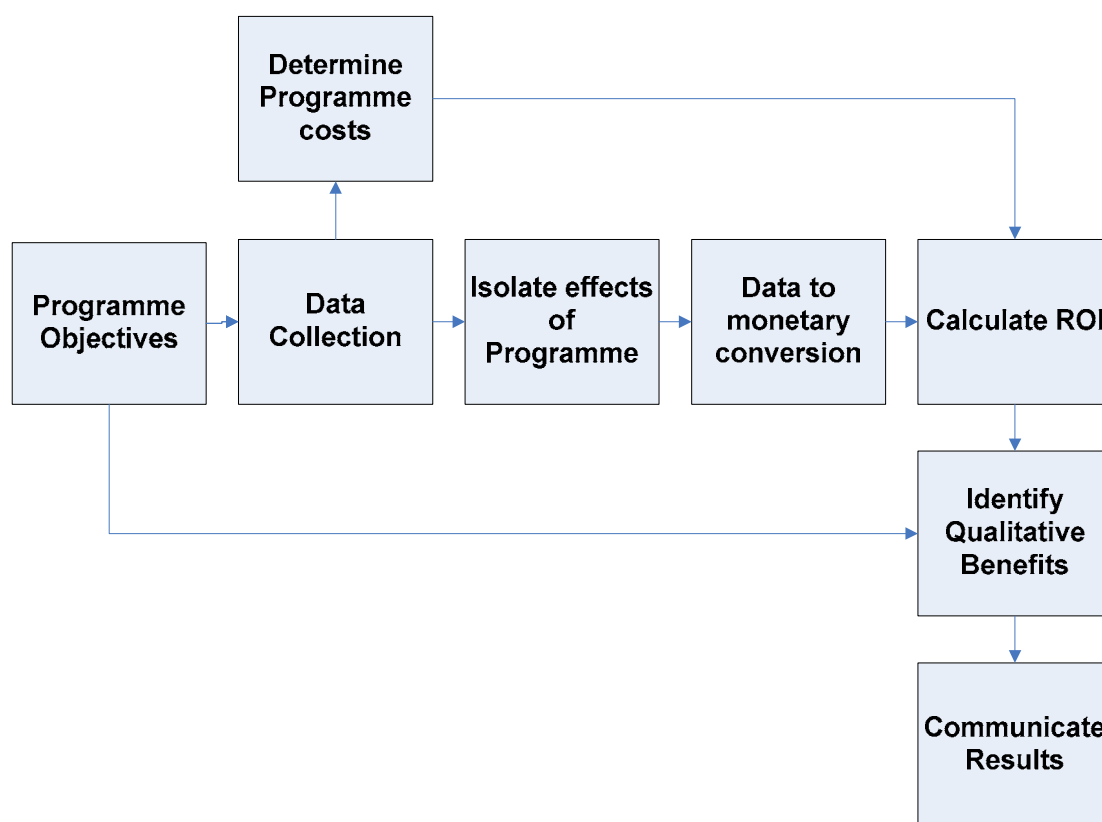 Determine
Programme
costs
Programme
Objectives
Data
Collection
Isolate effects
of
Programme
Data to
monetary
conversion
Calculate ROI
Identify
Qualitative
Benefits
Communicate
Results